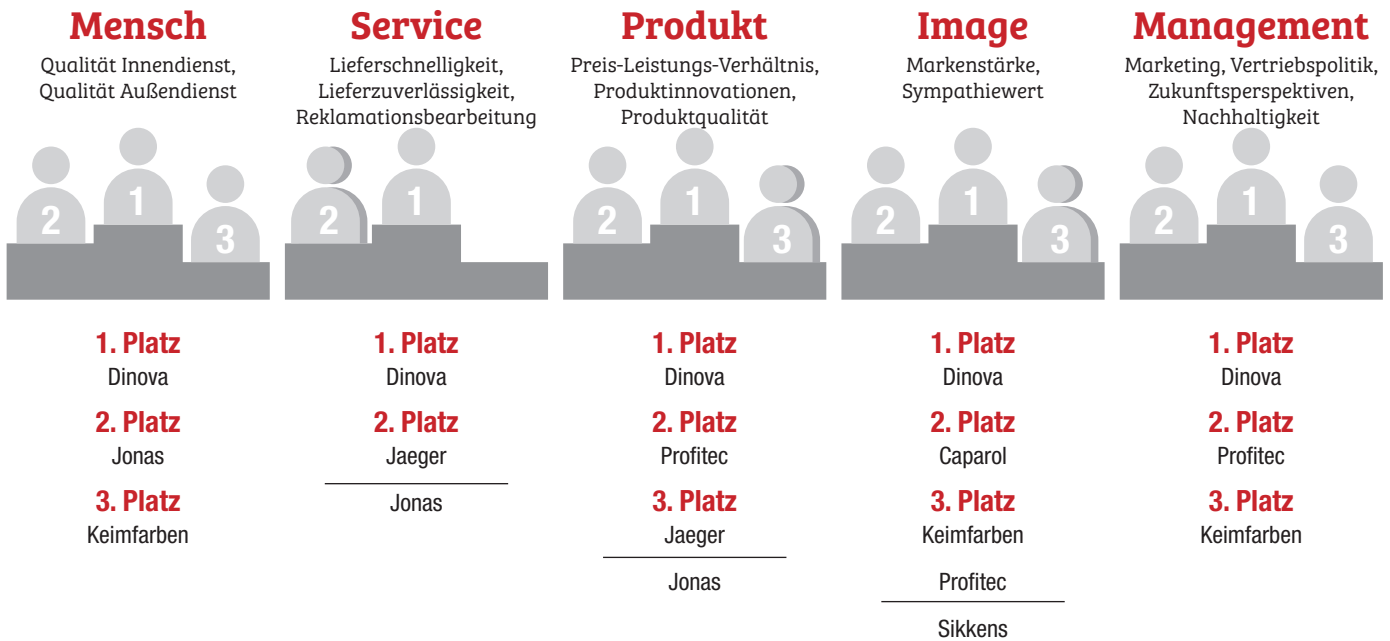 Mensch
Qualität Innendienst,
Qualität Außendienst
2
1
3
1. Platz
Dinova
2. Platz
Jonas
3. Platz
Keimfarben
Service
Lieferschnelligkeit,
Lieferzuverlässigkeit,
Reklamationsbearbeitung
2
1
1. Platz
Dinova
2. Platz
Jaeger
Jonas
Produkt
Preis-Leistungs-Verhältnis,
Produktinnovationen,
Produktqualität
2
1
3
1. Platz
Dinova
2. Platz
Profitec
3. Platz
Jaeger
Jonas
Image
Markenstärke,
Sympathiewert
2
1
3
1. Platz
Dinova
2. Platz
Caparol
3. Platz
Keimfarben
Profitec
Sikkens
Management
Marketing, Vertriebspolitik,
Zukunftsperspektiven,
Nachhaltigkeit
2
1
3
1. Platz
Dinova
2. Platz
Profitec
3. Platz
Keimfarben